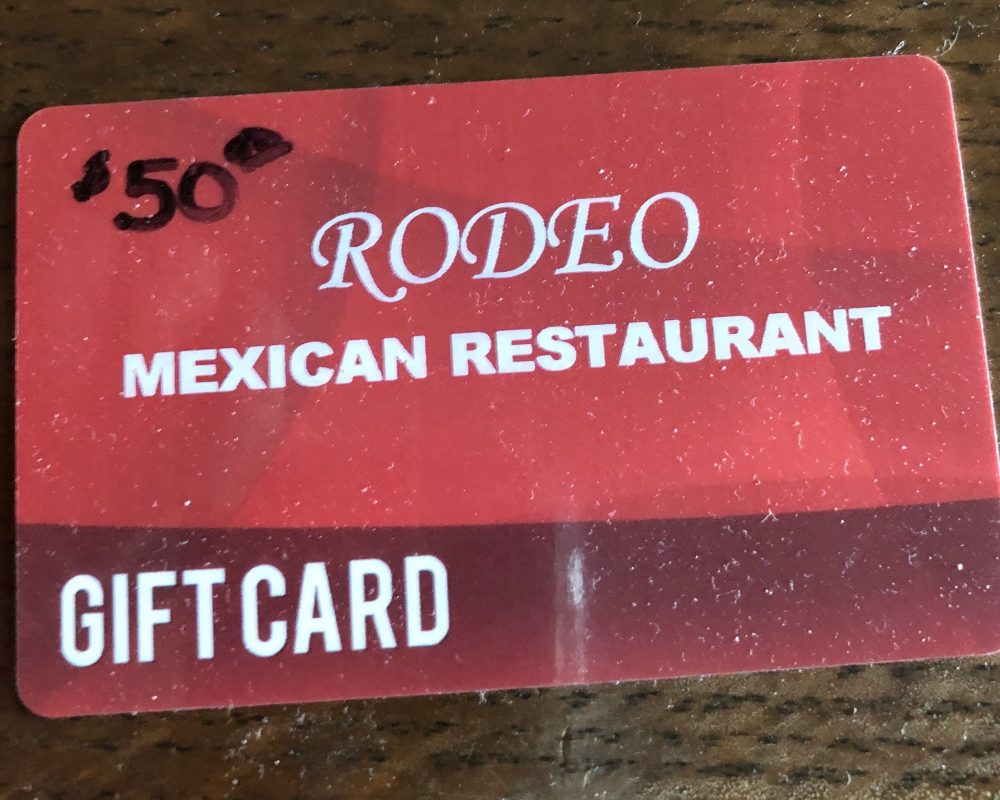 $50
RODEO
MEXICAN RESTAURANT
GIFT CARD